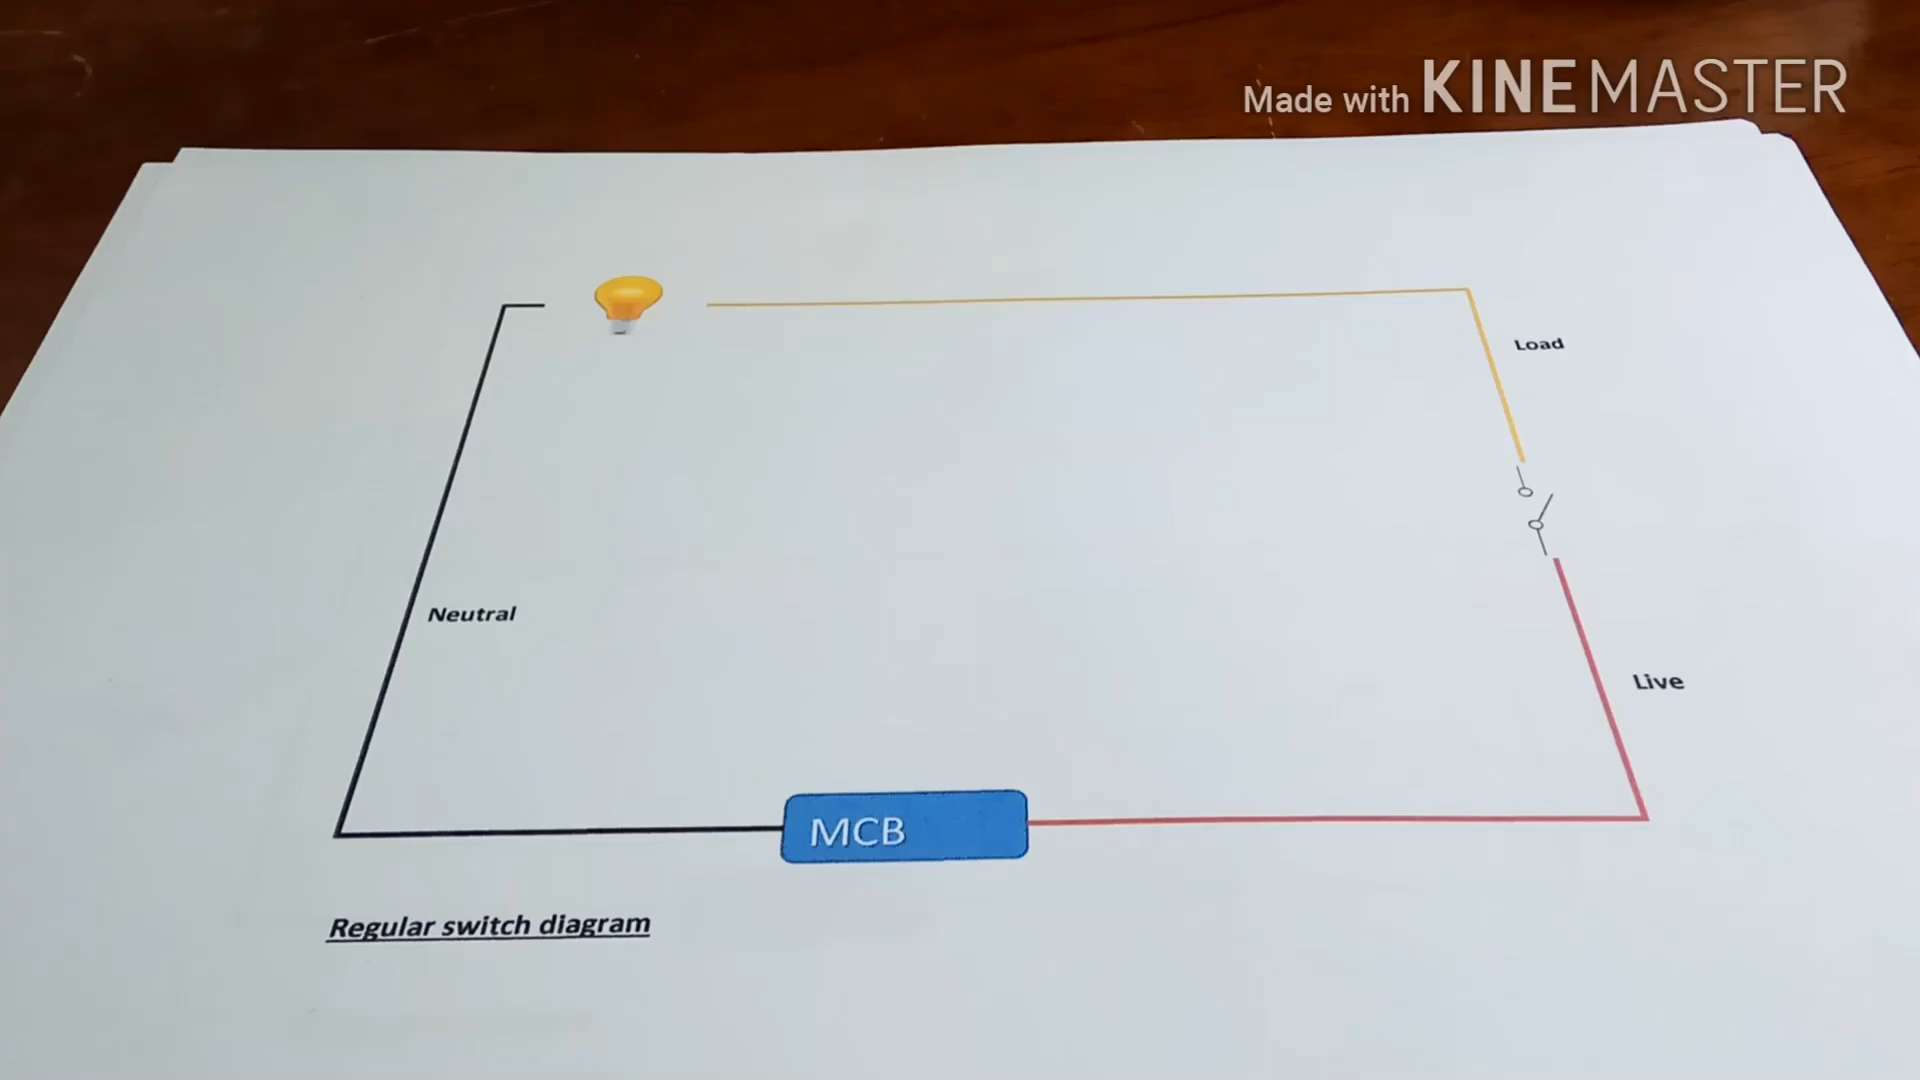 Made with KINEMASTER
Load
Neutral
Live
MCB
Regular switch diagram